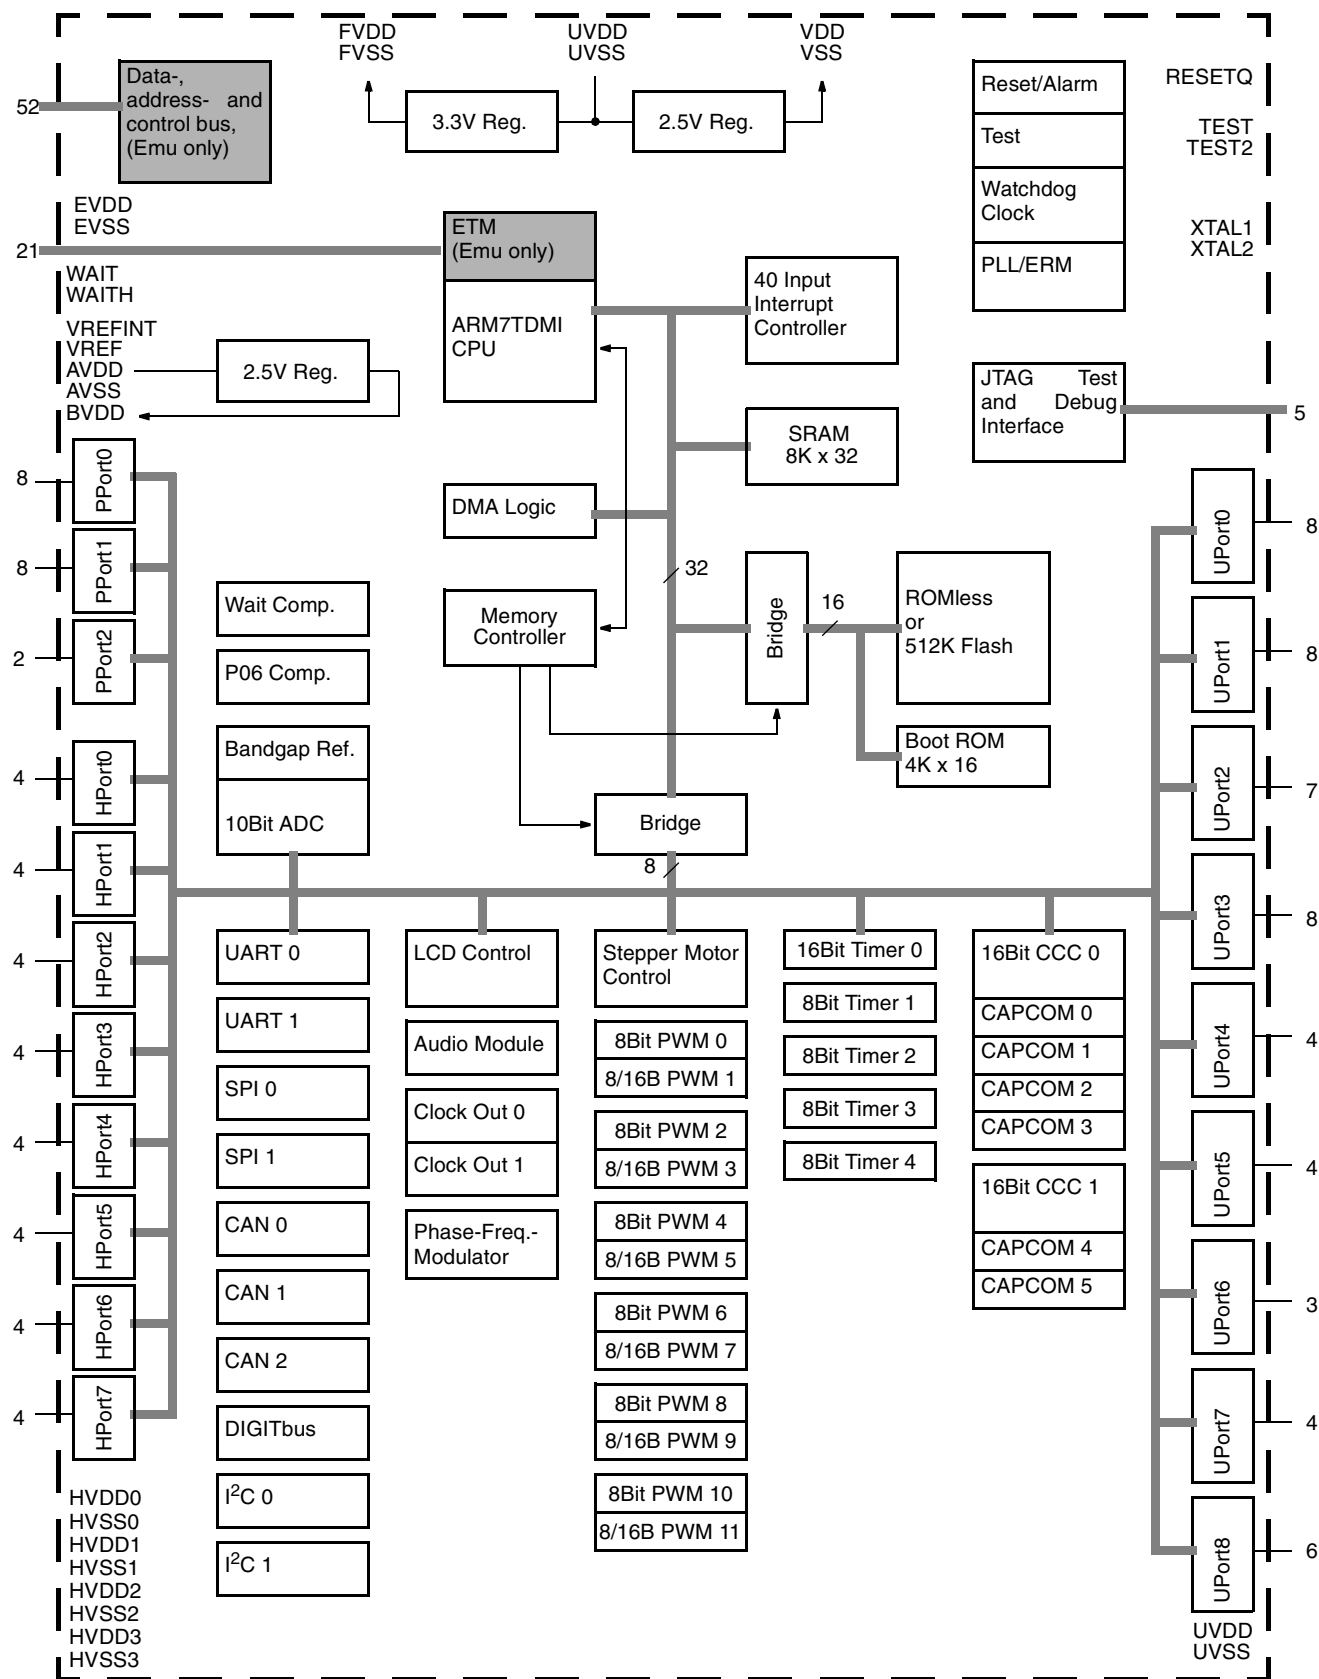 FVDD
FVSS
UVDD
UVSS
VDD
VSS
52
Data-,
address- and
control bus,
(Emu only)
3.3V Reg.
2.5V Reg.
Reset/Alarm
Test
Watchdog
Clock
PLL/ERM
RESETQ
TEST
TEST2
XTAL1
XTAL2
EVDD
EVSS
21
WAIT
WAITH
ETM
(Emu only)
ARM7TDMI
CPU
40 Input
Interrupt
Controller
VREFINT
VREF
AVDD
AVSS
BVDD
2.5V Reg.
JTAG Test
and Debug
Interface
5
SRAM
8K x 32
DMA Logic
32
Memory
Controller
Bridge
16
ROMless
or
512K Flash
Boot ROM
4K x 16
Bridge
8
8
PPort0
8
PPort1
2
PPort2
4
HPort0
4
HPort1
4
HPort2
4
HPort3
4
HPort4
4
HPort5
4
HPort6
4
HPort7
HVDD0
HVSS0
HVDD1
HVSS1
HVDD2
HVSS2
HVDD3
HVSS3
Wait Comp.
P06 Comp.
Bandgap Ref.
10Bit ADC
UART 0
UART 1
SPI 0
SPI 1
CAN 0
CAN 1
CAN 2
DIGITbus
I²C 0
I²C 1
LCD Control
Audio Module
Clock Out 0
Clock Out 1
Phase-Freq.-
Modulator
Stepper Motor
Control
8Bit PWM 0
8/16B PWM 1
8Bit PWM 2
8/16B PWM 3
8Bit PWM 4
8/16B PWM 5
8Bit PWM 6
8/16B PWM 7
8Bit PWM 8
8/16B PWM 9
8Bit PWM 10
8/16B PWM 11
16Bit Timer 0
8Bit Timer 1
8Bit Timer 2
8Bit Timer 3
8Bit Timer 4
16Bit CCC 0
CAPCOM 0
CAPCOM 1
CAPCOM 2
CAPCOM 3
16Bit CCC 1
CAPCOM 4
CAPCOM 5
UPort0
8
UPort1
8
UPort2
7
UPort3
8
UPort4
4
UPort5
4
UPort6
3
UPort7
4
UPort8
6
UVDD
UVSS